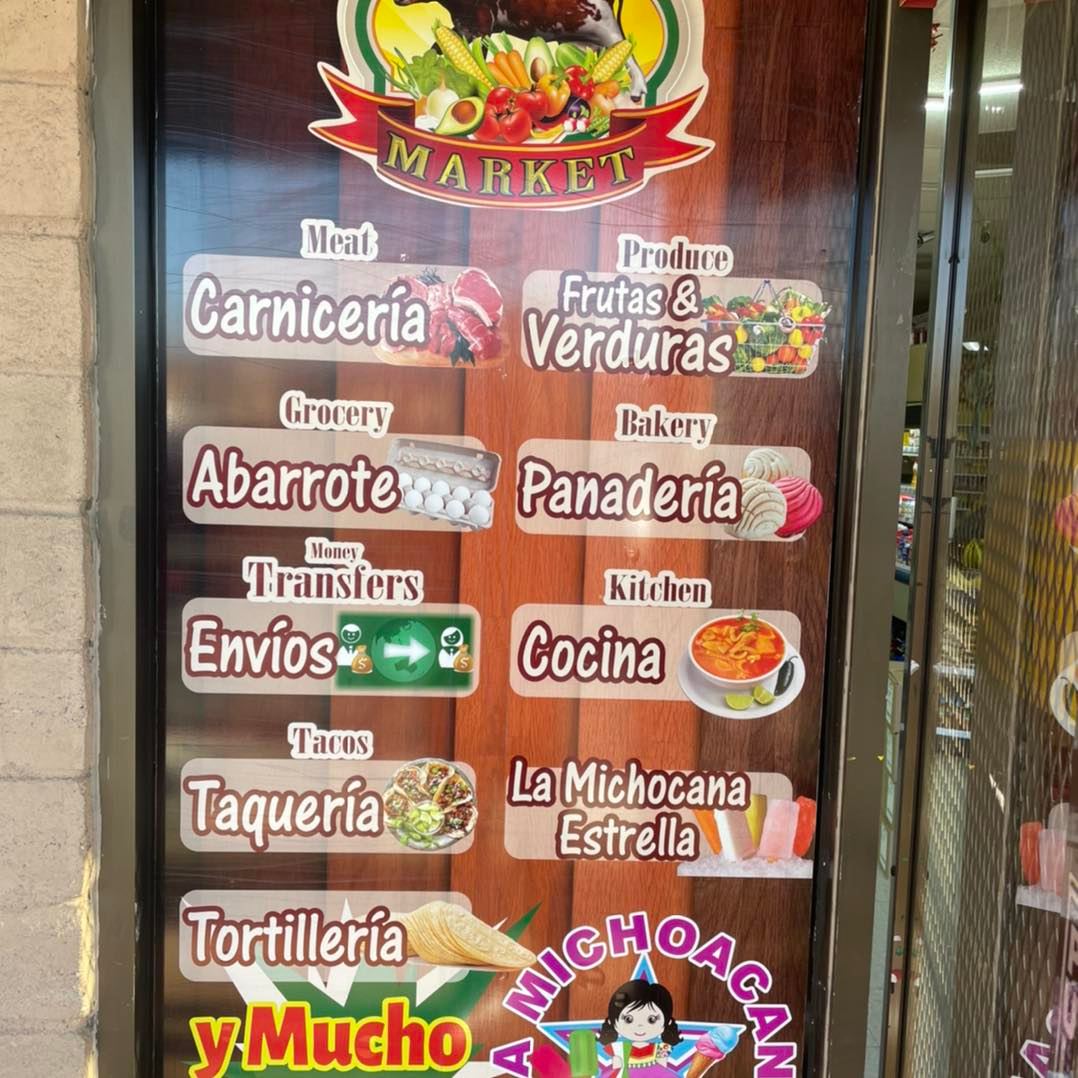 MARKET
Meat
Carnicería
Produce
Frutas &
Verduras
Grocery
Abarrote
Bakery
Panadería
Money
Transfers
Envíos
Kitchen
Cocina
Tacos
Taquería
La Michocana
Estrella
Tortillería
y Mucho
A MICHOACAN